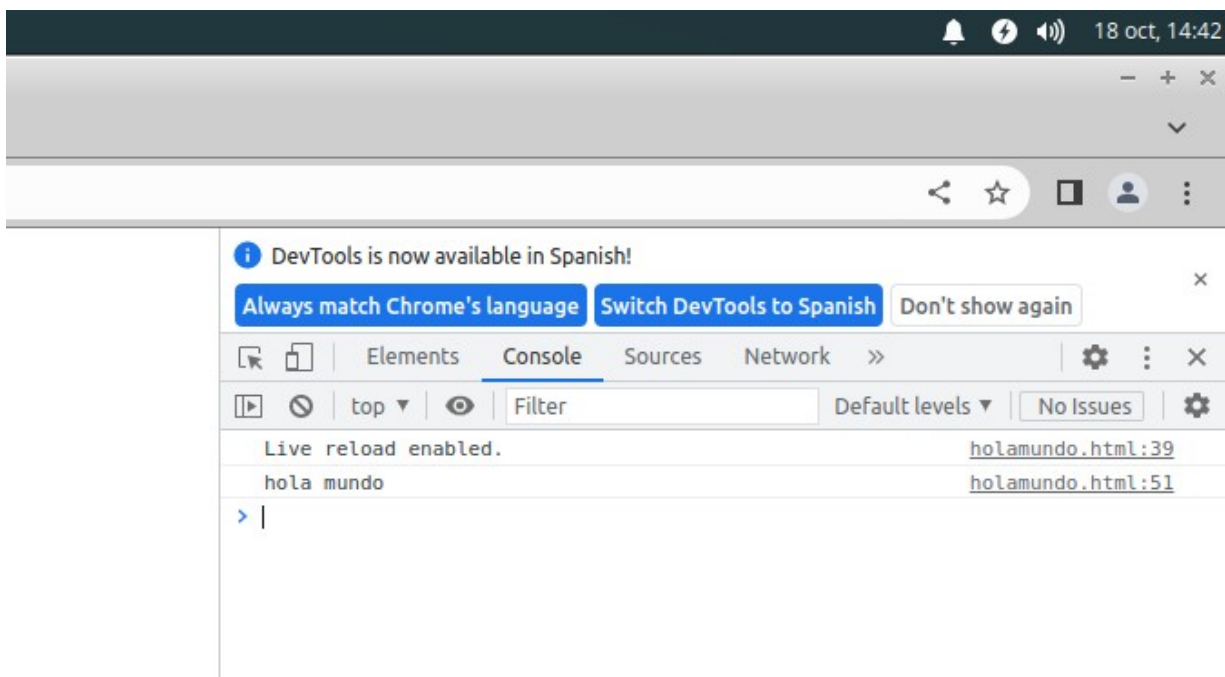 18 oct, 14:42
DevTools is now available in Spanish!
Always match Chrome's language Switch DevTools to Spanish Don't show again
Elements Console Sources Network »
top ▼ Filter Default levels ▼ No Issues
Live reload enabled. holamundo.html:39
hola mundo holamundo.html:51
>